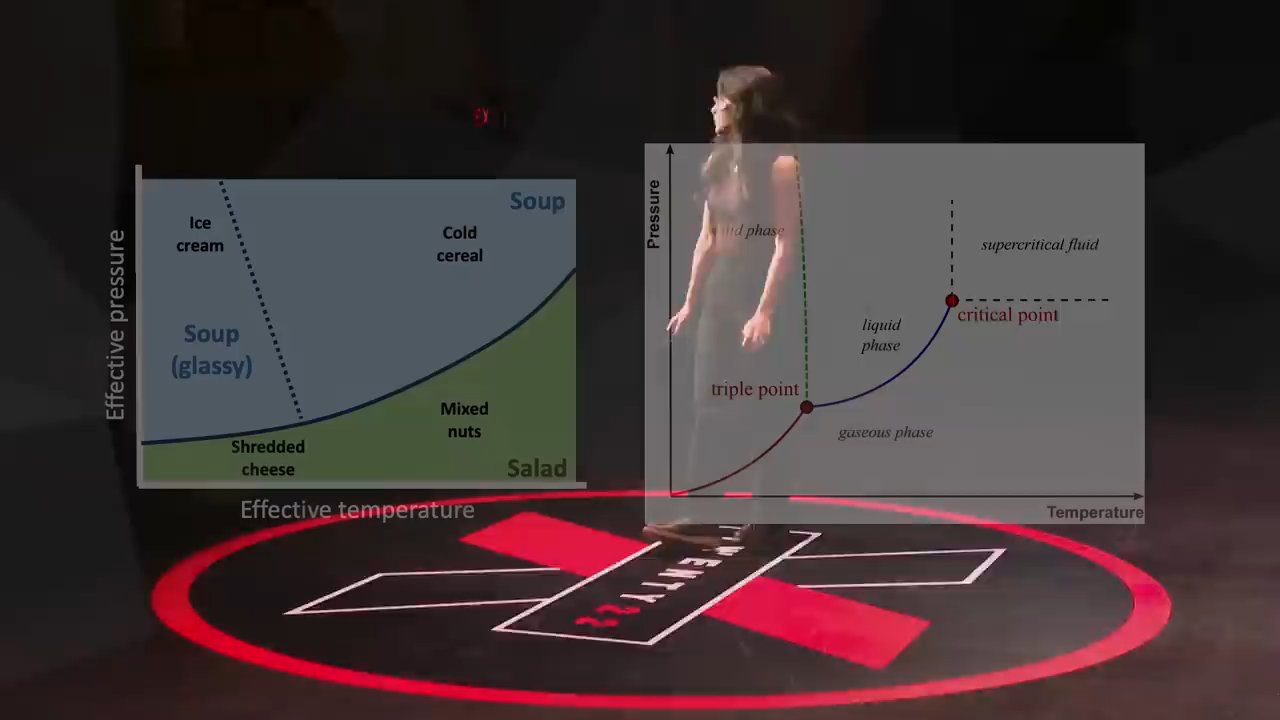 Soup
Ice
cream
Cold
cereal
Soup
(glassy)
Mixed
nuts
Shredded
cheese
Salad
Effective pressure
Effective temperature
Pressure
phase
supercritical fluid
critical point
liquid
phase
triple point
gaseous phase
Temperature